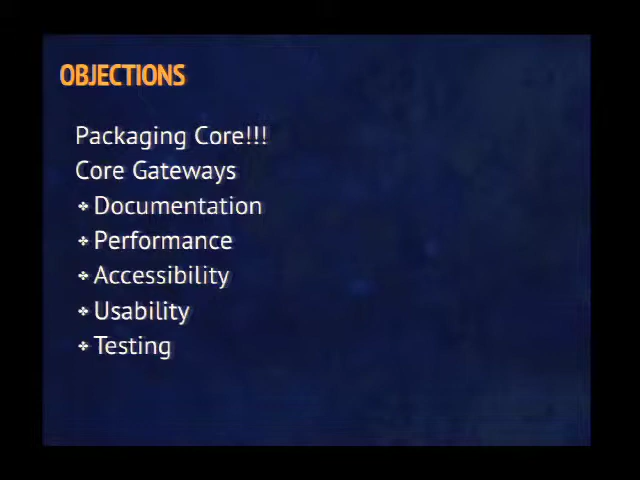 OBJECTIONS
Packaging Core!!!
Core Gateways
✤ Documentation
✤ Performance
✤ Accessibility
✤ Usability
✤ Testing